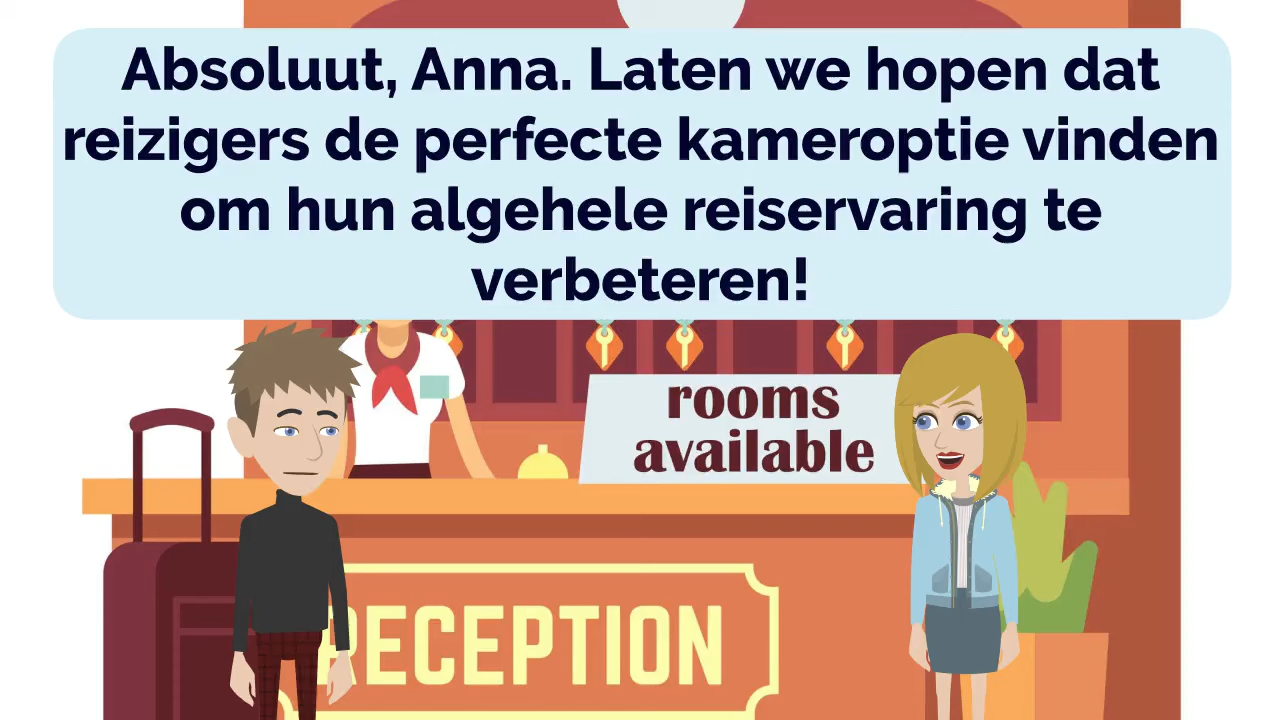 Absoluut, Anna. Laten we hopen dat
reizigers de perfecte kameroptie vinden
om hun algehele reiservaring te
verbeteren!
rooms
available
RECEPTION